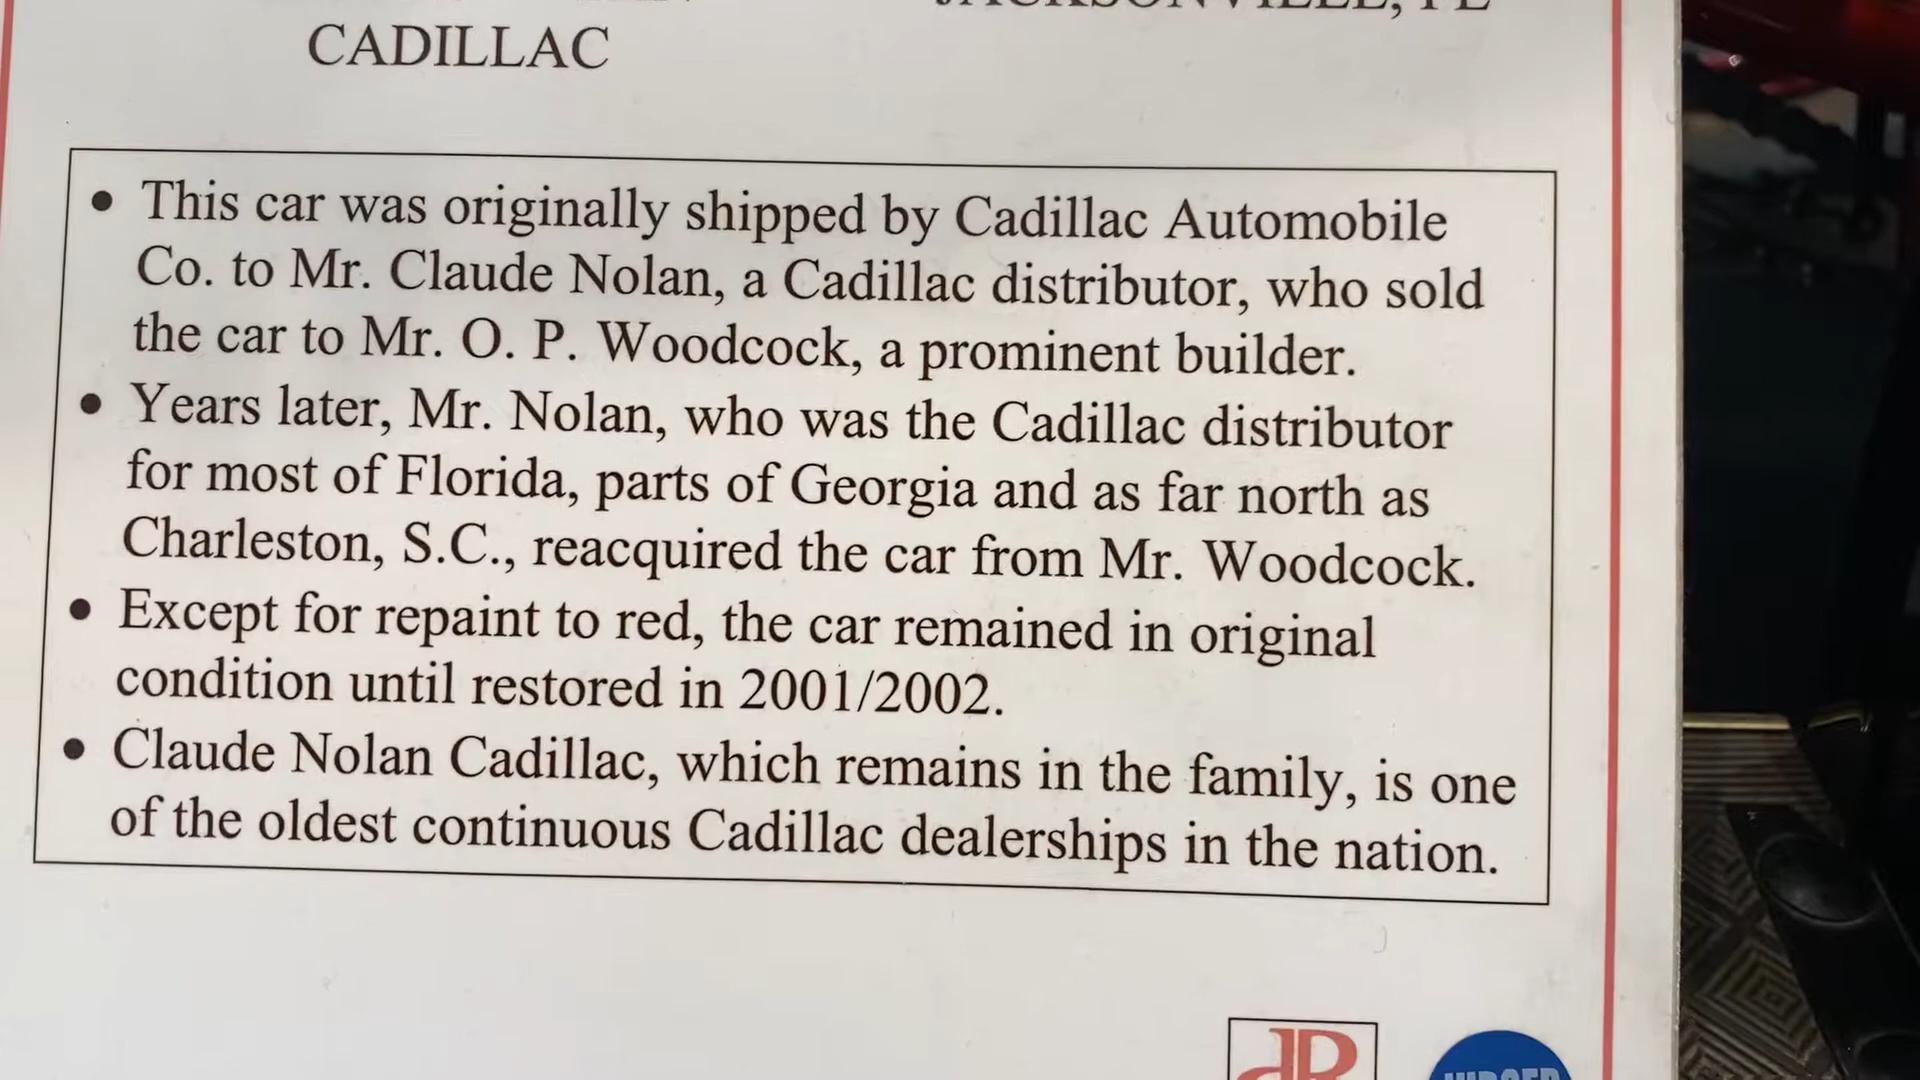 JACKSONVILLE, FL
CADILLAC
• This car was originally shipped by Cadillac Automobile
Co. to Mr. Claude Nolan, a Cadillac distributor, who sold
the car to Mr. O. P. Woodcock, a prominent builder.
• Years later, Mr. Nolan, who was the Cadillac distributor
for most of Florida, parts of Georgia and as far north as
Charleston, S.C., reacquired the car from Mr. Woodcock.
• Except for repaint to red, the car remained in original
condition until restored in 2001/2002.
• Claude Nolan Cadillac, which remains in the family, is one
of the oldest continuous Cadillac dealerships in the nation.